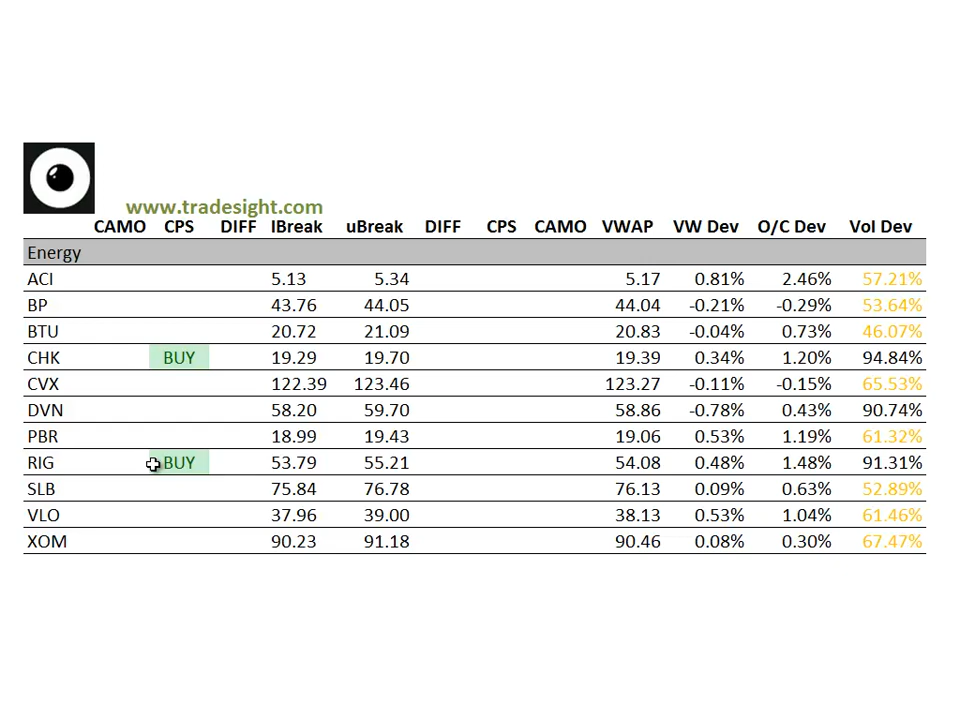 www.tradesight.com
CAMO CPS DIFF lBreak uBreak DIFF CPS CAMO VWAP VW Dev O/C Dev Vol Dev
Energy
ACI 5.13 5.34 5.17 0.81% 2.46% 57.21%
BP 43.76 44.05 44.04 -0.21% -0.29% 53.64%
BTU 20.72 21.09 20.83 -0.04% 0.73% 46.07%
CHK BUY 19.29 19.70 19.39 0.34% 1.20% 94.84%
CVX 122.39 123.46 123.27 -0.11% -0.15% 65.53%
DVN 58.20 59.70 58.86 -0.78% 0.43% 90.74%
PBR 18.99 19.43 19.06 0.53% 1.19% 61.32%
RIG BUY 53.79 55.21 54.08 0.48% 1.48% 91.31%
SLB 75.84 76.78 76.13 0.09% 0.63% 52.89%
VLO 37.96 39.00 38.13 0.53% 1.04% 61.46%
XOM 90.23 91.18 90.46 0.08% 0.30% 67.47%